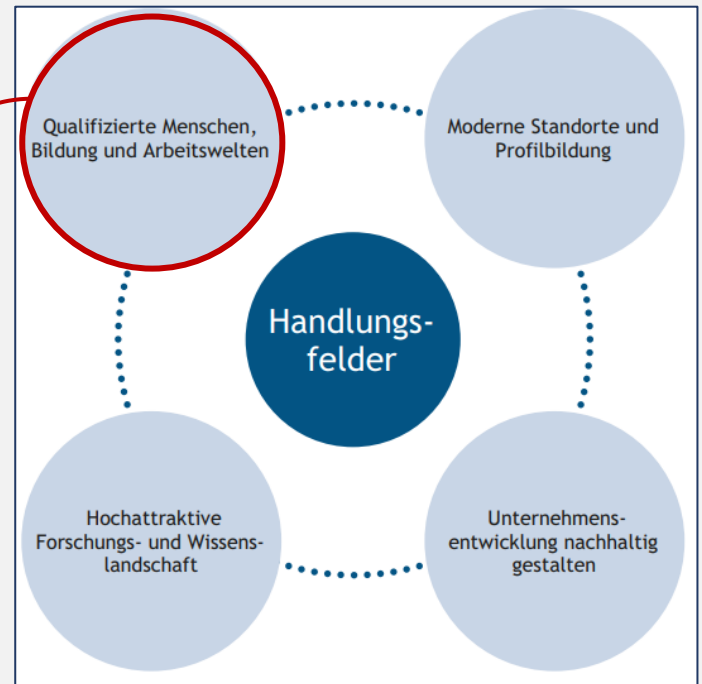 Qualifizierte Menschen,
Bildung und Arbeitswelten
Moderne Standorte und
Profilbildung
Handlungs-
felder
Hochattraktive
Forschungs- und Wissens-
landschaft
Unternehmens-
entwicklung nachhaltig
gestalten